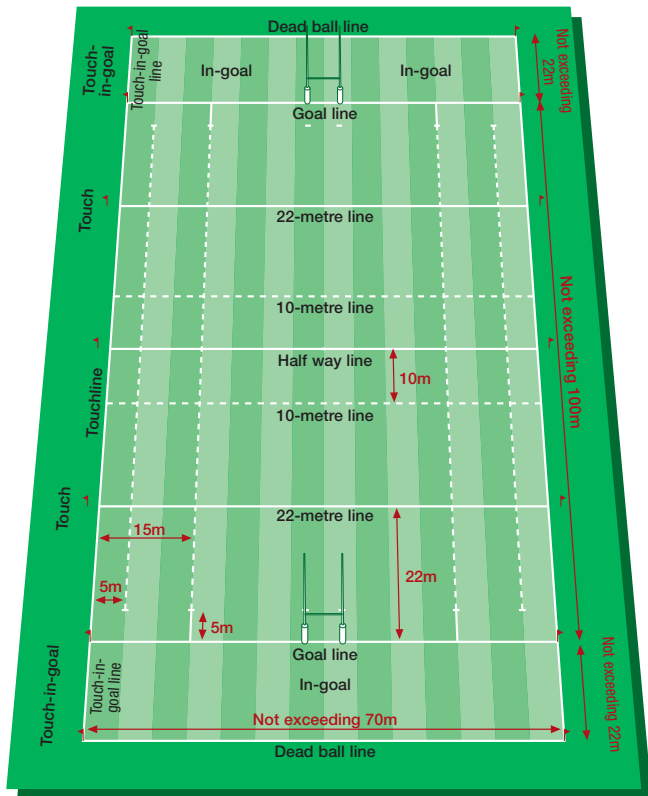 Dead ball line
Touch-
in-goal
Touch-in-goal
line
In-goal
In-goal
Not exceeding
22m
Goal line
Touch
22-metre line
10-metre line
Not exceeding 100m
Half way line
10m
Touchline
10-metre line
Touch
22-metre line
15m
22m
5m
5m
Goal line
Touch-in-goal
Touch-in-
goal line
In-goal
Not exceeding 22m
Not exceeding 70m
Dead ball line